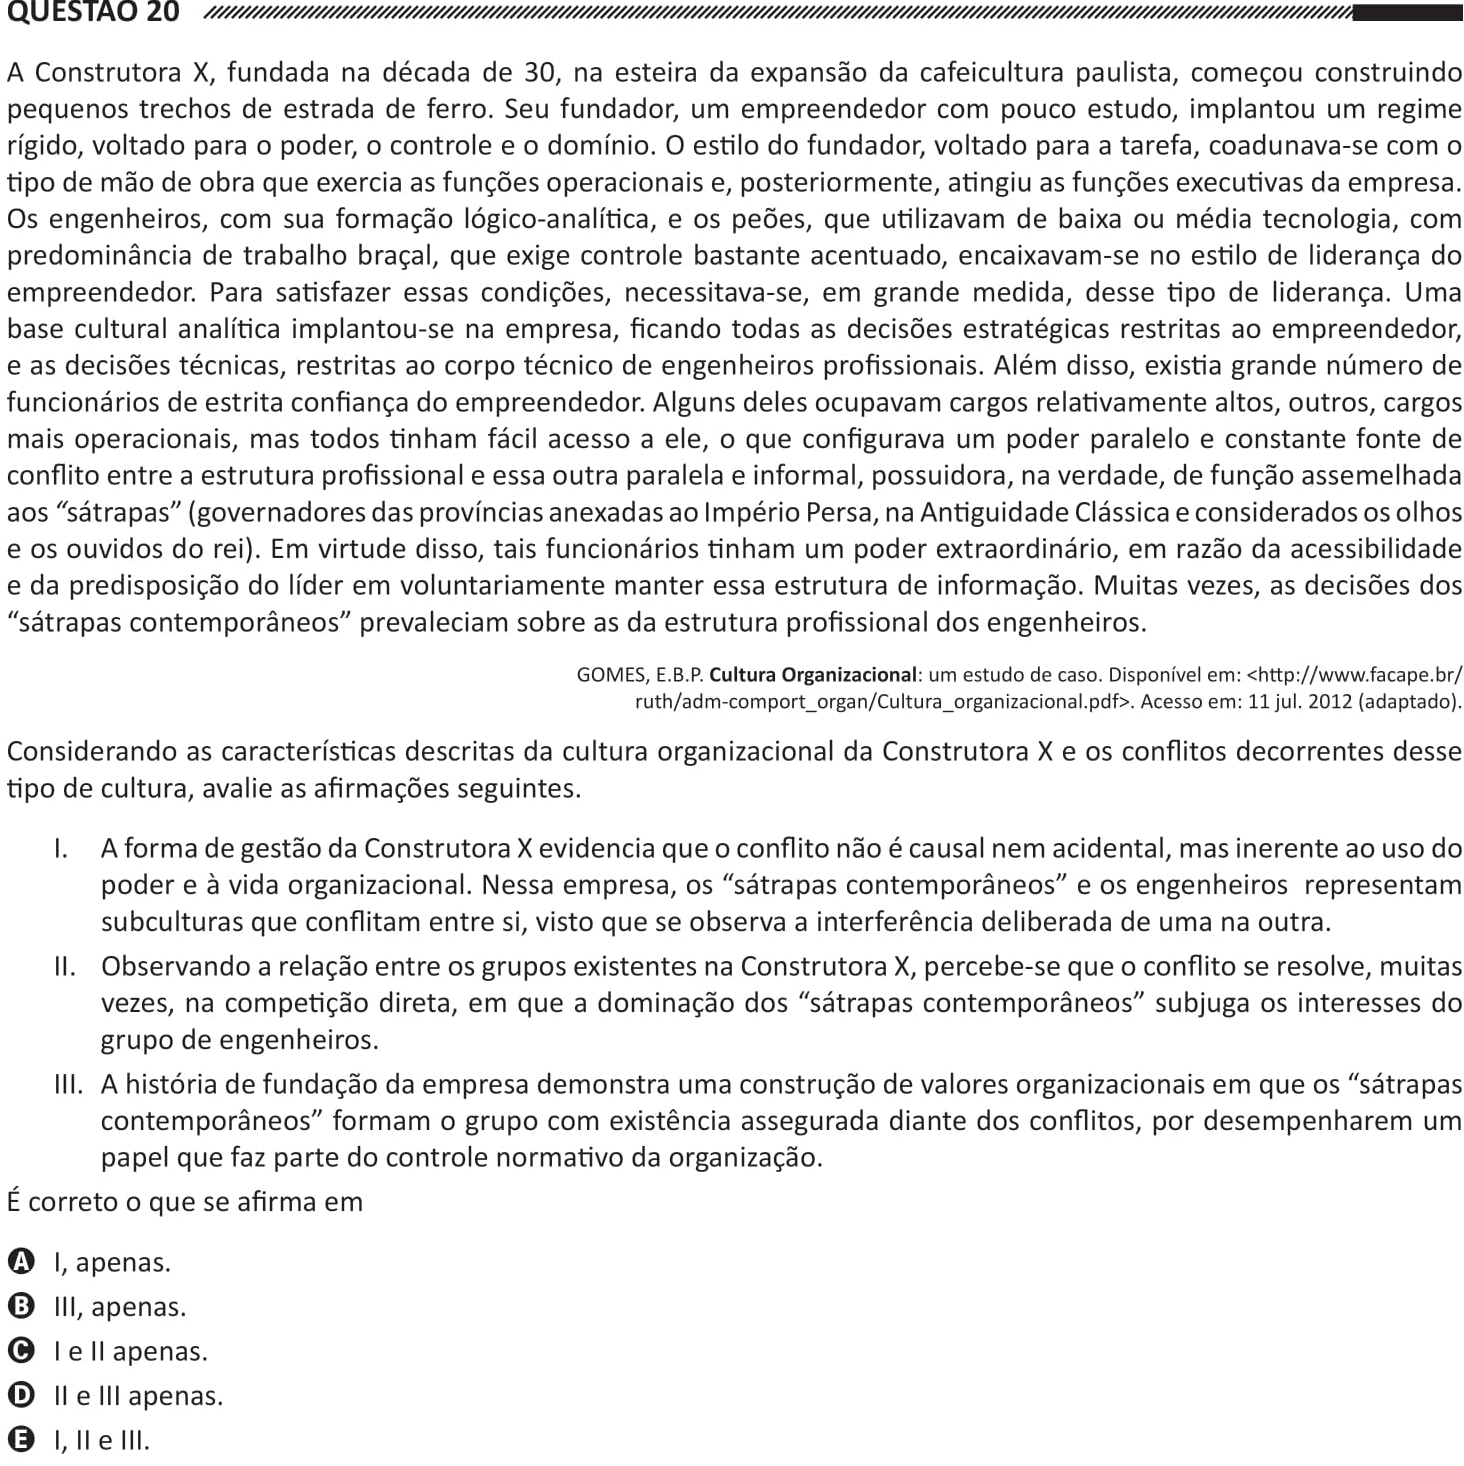 QUESTÃO 20
A Construtora X, fundada na década de 30, na esteira da expansão da cafeicultura paulista, começou construindo
pequenos trechos de estrada de ferro. Seu fundador, um empreendedor com pouco estudo, implantou um regime
rígido, voltado para o poder, o controle e o domínio. O estilo do fundador, voltado para a tarefa, coadunava-se com o
tipo de mão de obra que exercia as funções operacionais e, posteriormente, atingiu as funções executivas da empresa.
Os engenheiros, com sua formação lógico-analítica, e os peões, que utilizavam de baixa ou média tecnologia, com
predominância de trabalho braçal, que exige controle bastante acentuado, encaixavam-se no estilo de liderança do
empreendedor. Para satisfazer essas condições, necessitava-se, em grande medida, desse tipo de liderança. Uma
base cultural analítica implantou-se na empresa, ficando todas as decisões estratégicas restritas ao empreendedor,
e as decisões técnicas, restritas ao corpo técnico de engenheiros profissionais. Além disso, existia grande número de
funcionários de estrita confiança do empreendedor. Alguns deles ocupavam cargos relativamente altos, outros, cargos
mais operacionais, mas todos tinham fácil acesso a ele, o que configurava um poder paralelo e constante fonte de
conflito entre a estrutura profissional e essa outra paralela e informal, possuidora, na verdade, de função assemelhada
aos “sátrapas” (governadores das províncias anexadas ao Império Persa, na Antiguidade Clássica e considerados os olhos
e os ouvidos do rei). Em virtude disso, tais funcionários tinham um poder extraordinário, em razão da acessibilidade
e da predisposição do líder em voluntariamente manter essa estrutura de informação. Muitas vezes, as decisões dos
“sátrapas contemporâneos” prevaleciam sobre as da estrutura profissional dos engenheiros.
GOMES, E.B.P. Cultura Organizacional: um estudo de caso. Disponível em: <http://www.facape.br/
ruth/adm-comport_organ/Cultura_organizacional.pdf>. Acesso em: 11 jul. 2012 (adaptado).
Considerando as características descritas da cultura organizacional da Construtora X e os conflitos decorrentes desse
tipo de cultura, avalie as afirmações seguintes.
I. A forma de gestão da Construtora X evidencia que o conflito não é causal nem acidental, mas inerente ao uso do
poder e à vida organizacional. Nessa empresa, os “sátrapas contemporâneos” e os engenheiros representam
subculturas que conflitam entre si, visto que se observa a interferência deliberada de uma na outra.
II. Observando a relação entre os grupos existentes na Construtora X, percebe-se que o conflito se resolve, muitas
vezes, na competição direta, em que a dominação dos “sátrapas contemporâneos” subjuga os interesses do
grupo de engenheiros.
III. A história de fundação da empresa demonstra uma construção de valores organizacionais em que os “sátrapas
contemporâneos” formam o grupo com existência assegurada diante dos conflitos, por desempenharem um
papel que faz parte do controle normativo da organização.
É correto o que se afirma em
A I, apenas.
B III, apenas.
C I e II apenas.
D II e III apenas.
E I, II e III.